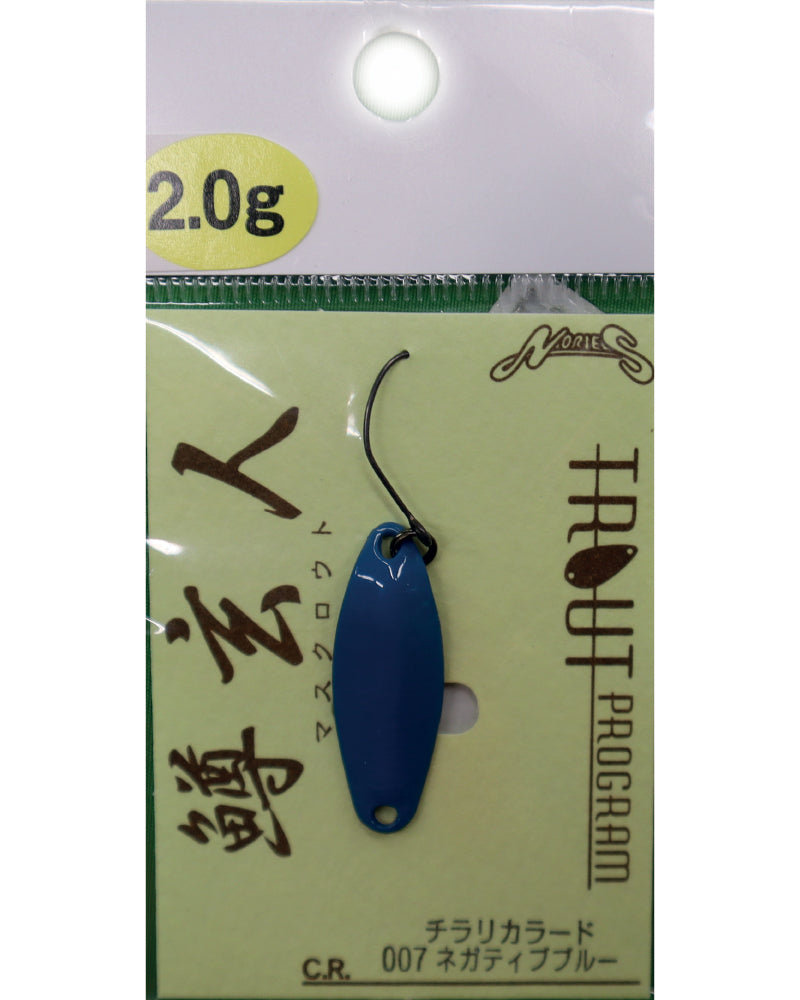 2.0g
NORIES
TROUT
PROGRAM
鱒玄人
マスクロウト
チラリカラード
C.R. 007 ネガティブブルー